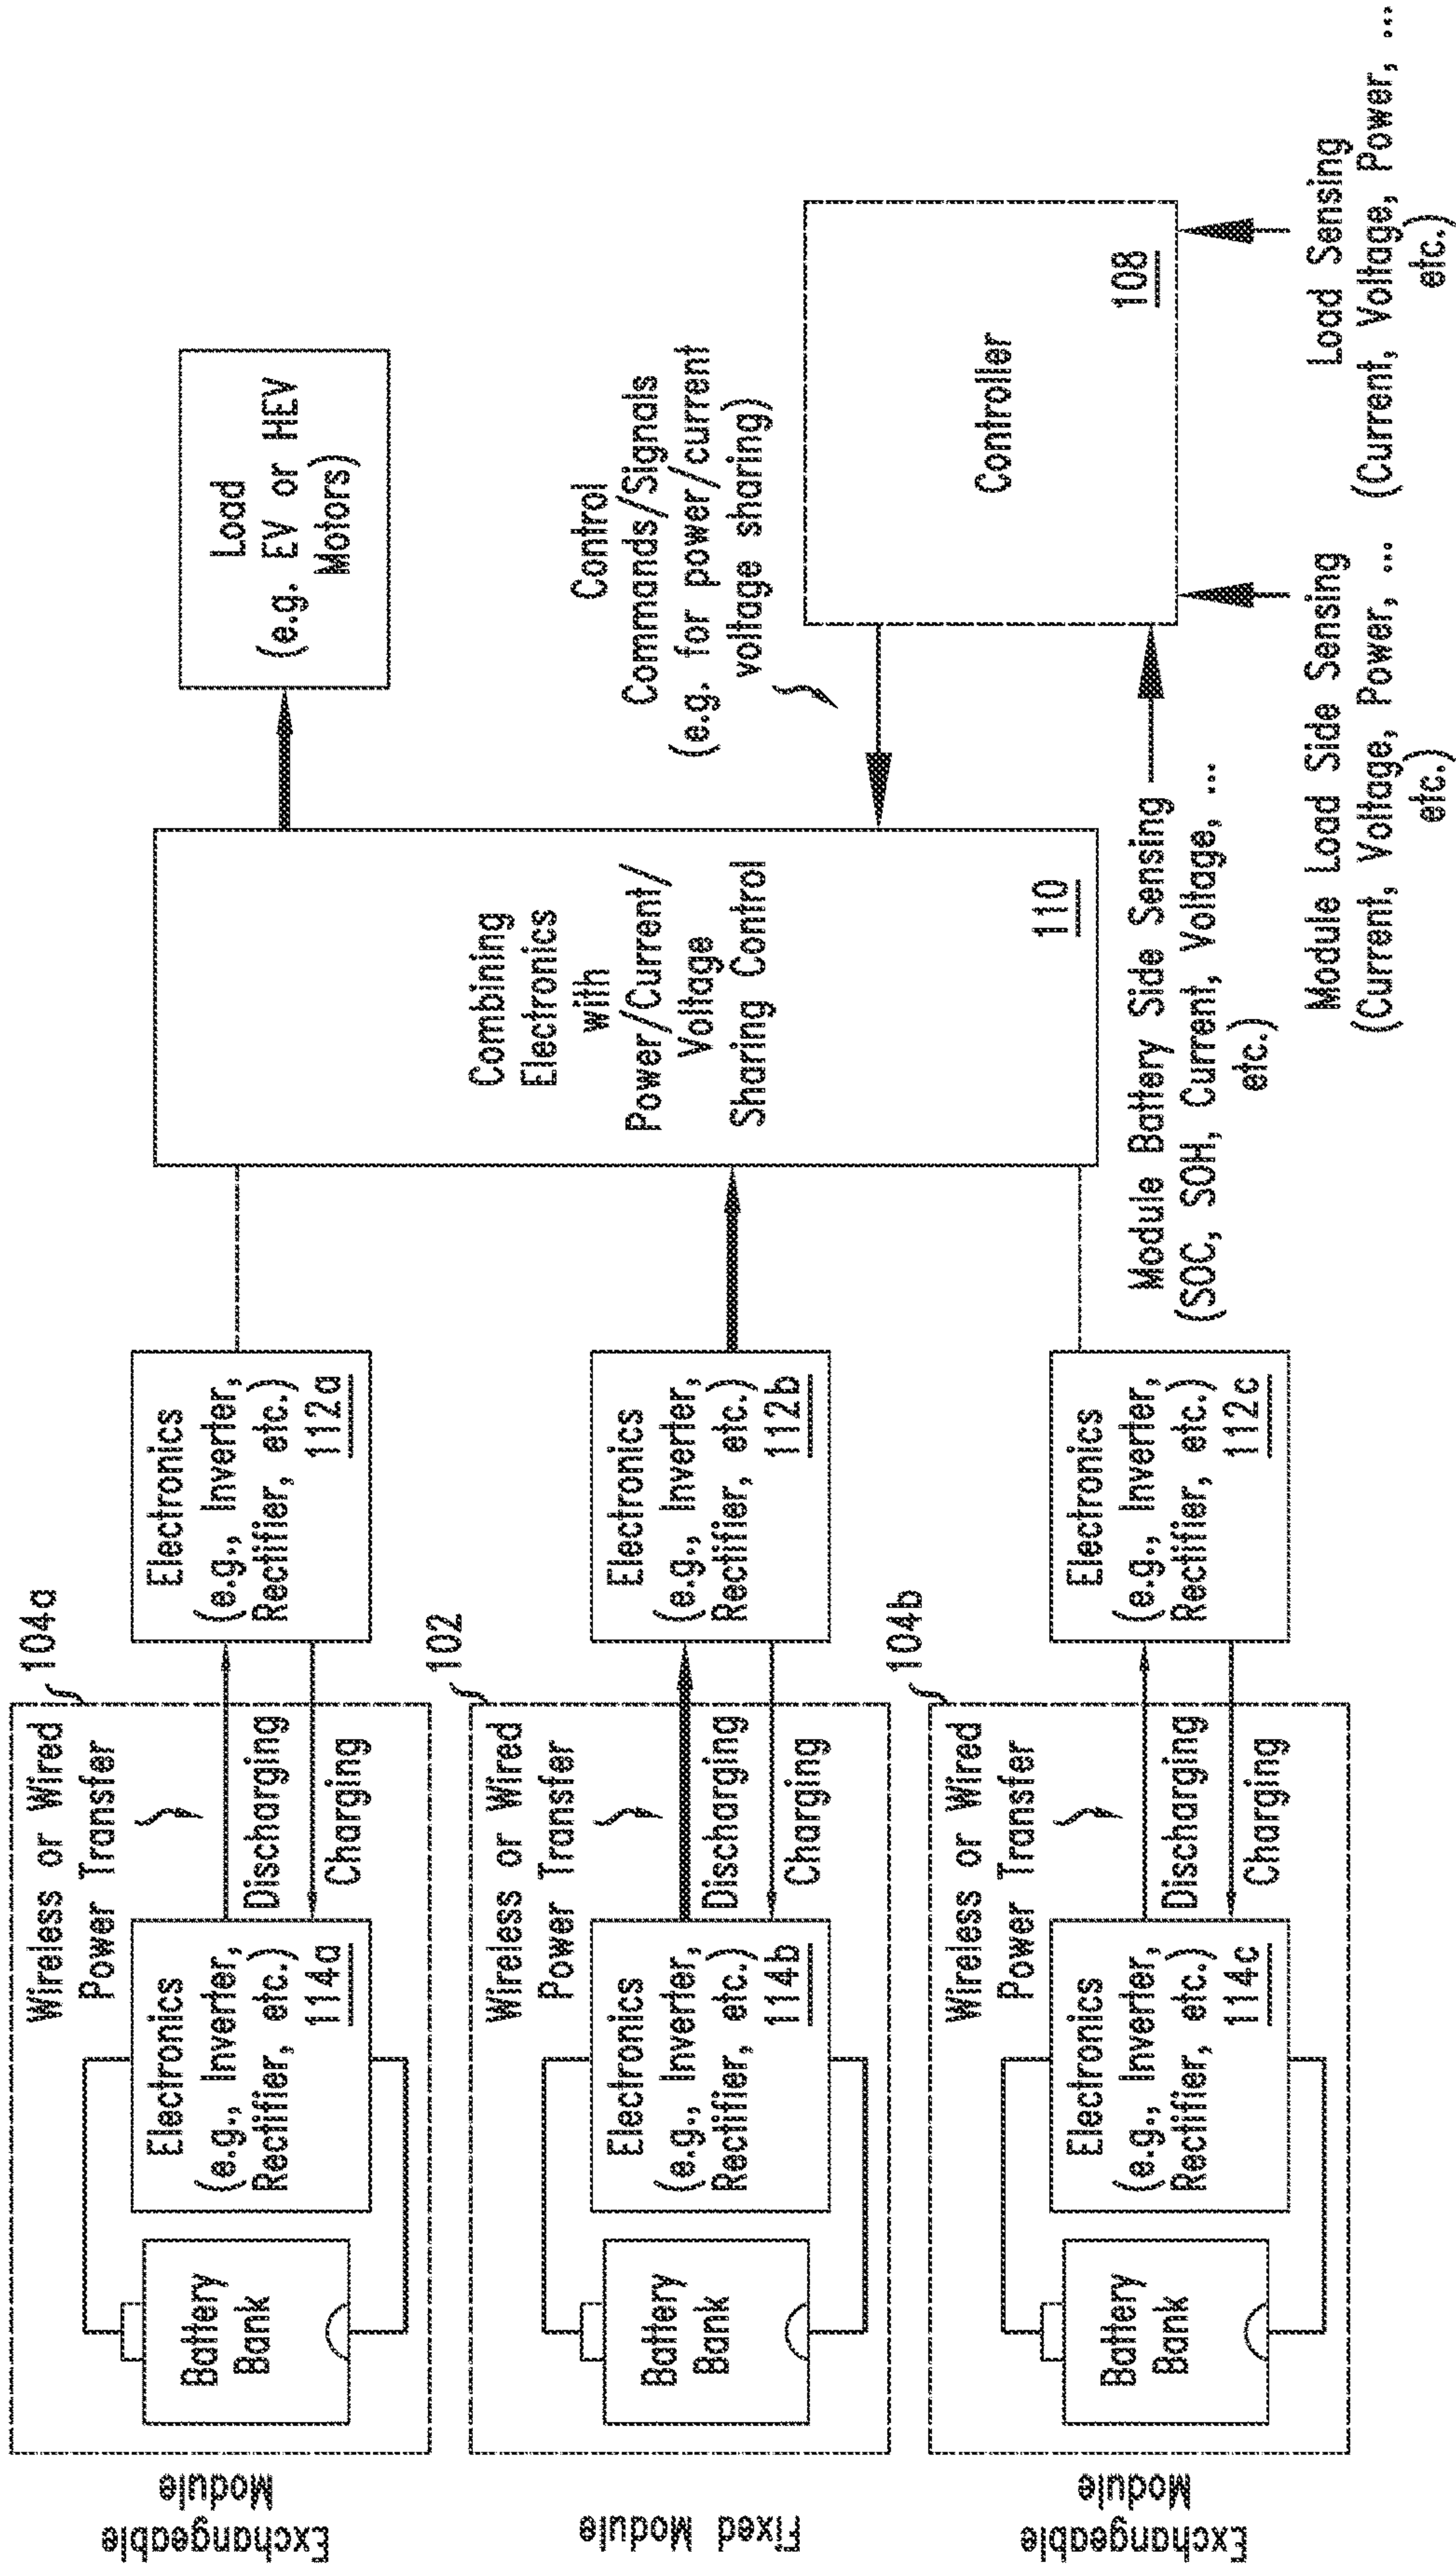 Exchangeable
Module
104a
Wireless or Wired
Power Transfer
Battery
Bank
Electronics
(e.g., Inverter,
Rectifier, etc.)
114a
Discharging
Charging
Electronics
(e.g., Inverter,
Rectifier, etc.)
112a
Fixed Module
102
Wireless or Wired
Power Transfer
Battery
Bank
Electronics
(e.g., Inverter,
Rectifier, etc.)
114b
Discharging
Charging
Electronics
(e.g., Inverter,
Rectifier, etc.)
112b
Exchangeable
Module
104b
Wireless or Wired
Power Transfer
Battery
Bank
Electronics
(e.g., Inverter,
Rectifier, etc.)
114c
Discharging
Charging
Electronics
(e.g., Inverter,
Rectifier, etc.)
112c
Combining
Electronics
with
Power/Current/
Voltage
Sharing Control
110
Load
(e.g. EV or HEV
Motors)
Control
Commands/Signals
(e.g. for power/current
voltage sharing)
Controller
108
Module Battery Side Sensing
(SOC, SOH, Current, Voltage, ...
etc.)
Module Load Side Sensing
(Current, Voltage, Power, ...
etc.)
Load Sensing
(Current, Voltage, Power, ...
etc.)